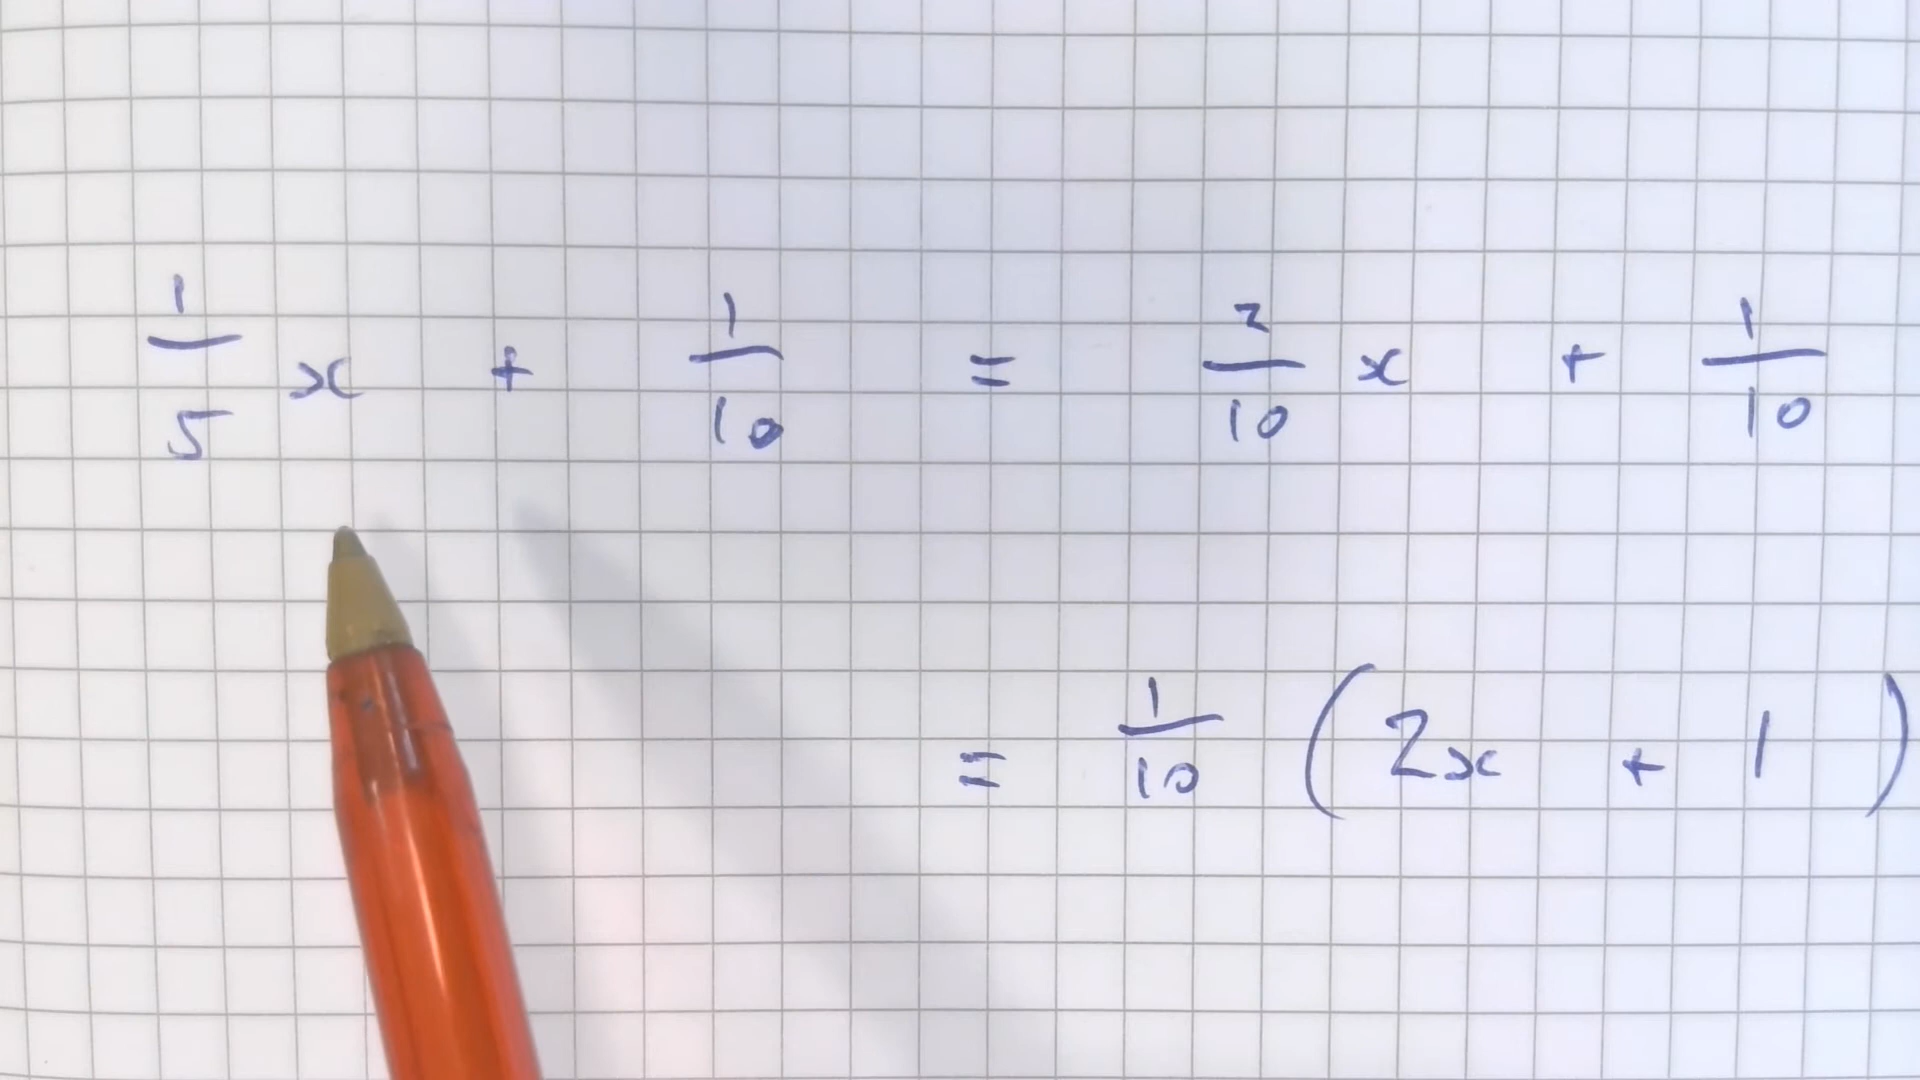 1/5 x + 1/10 = 2/10 x + 1/10
= 1/10 (2x + 1)